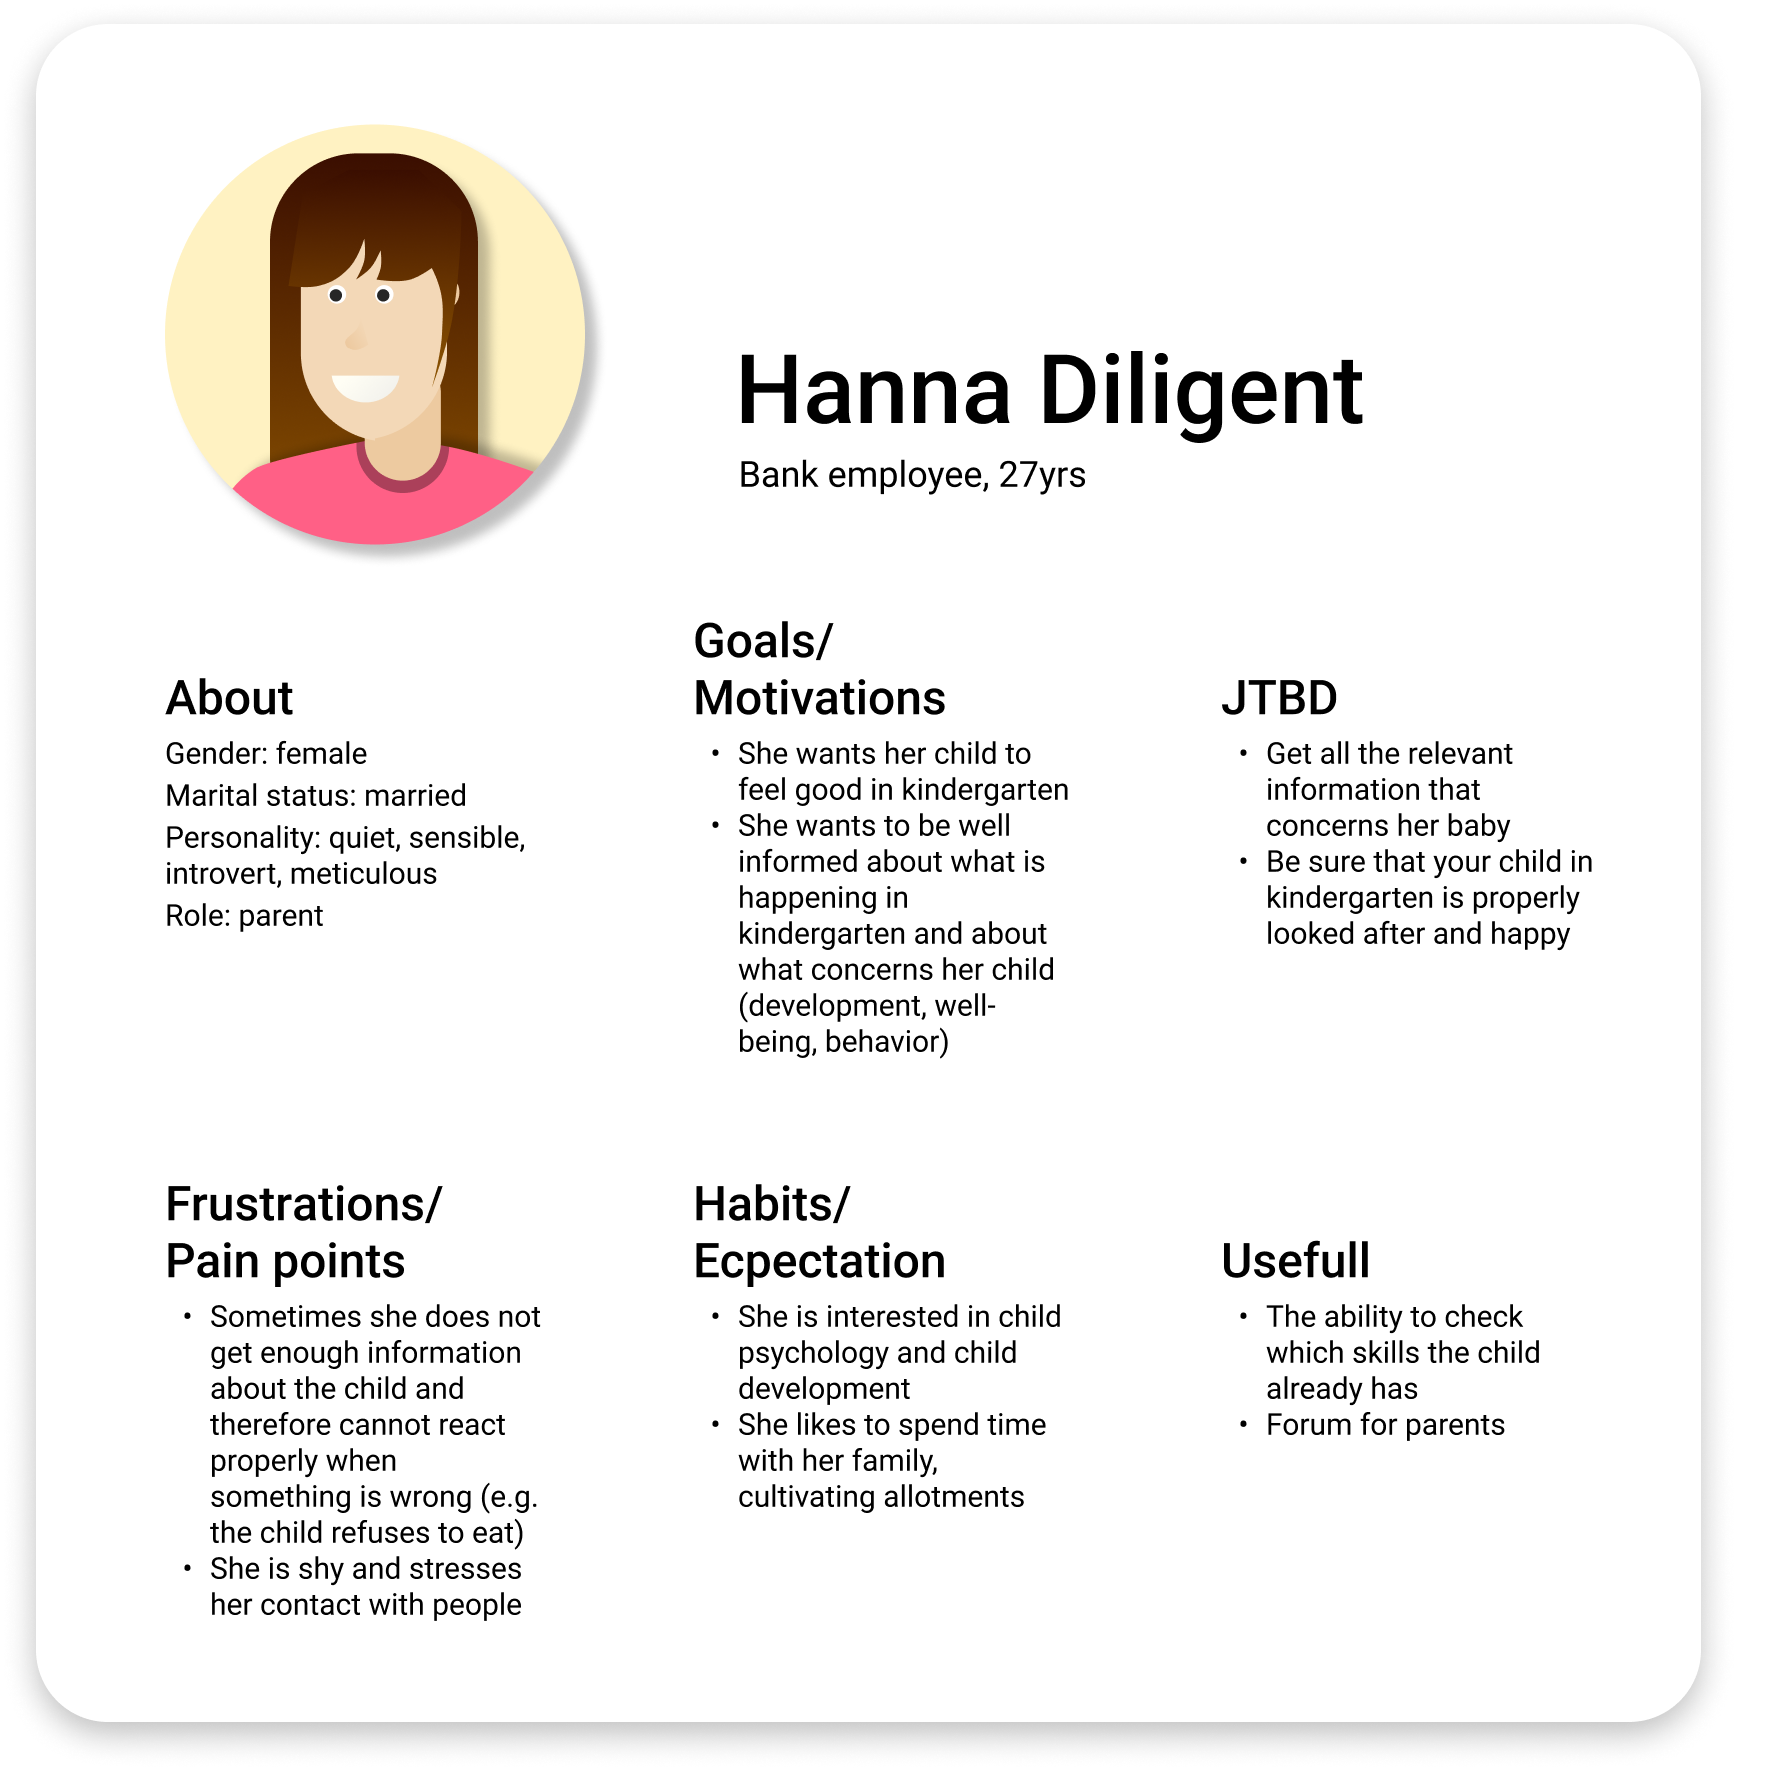 Hanna Diligent
Bank employee, 27yrs
About
Gender: female
Marital status: married
Personality: quiet, sensible,
introvert, meticulous
Role: parent
Goals/
Motivations
• She wants her child to
feel good in kindergarten
• She wants to be well
informed about what is
happening in
kindergarten and about
what concerns her child
(development, well-
being, behavior)
JTBD
• Get all the relevant
information that
concerns her baby
• Be sure that your child in
kindergarten is properly
looked after and happy
Frustrations/
Pain points
• Sometimes she does not
get enough information
about the child and
therefore cannot react
properly when
something is wrong (e.g.
the child refuses to eat)
• She is shy and stresses
her contact with people
Habits/
Ecpectation
• She is interested in child
psychology and child
development
• She likes to spend time
with her family,
cultivating allotments
Usefull
• The ability to check
which skills the child
already has
• Forum for parents